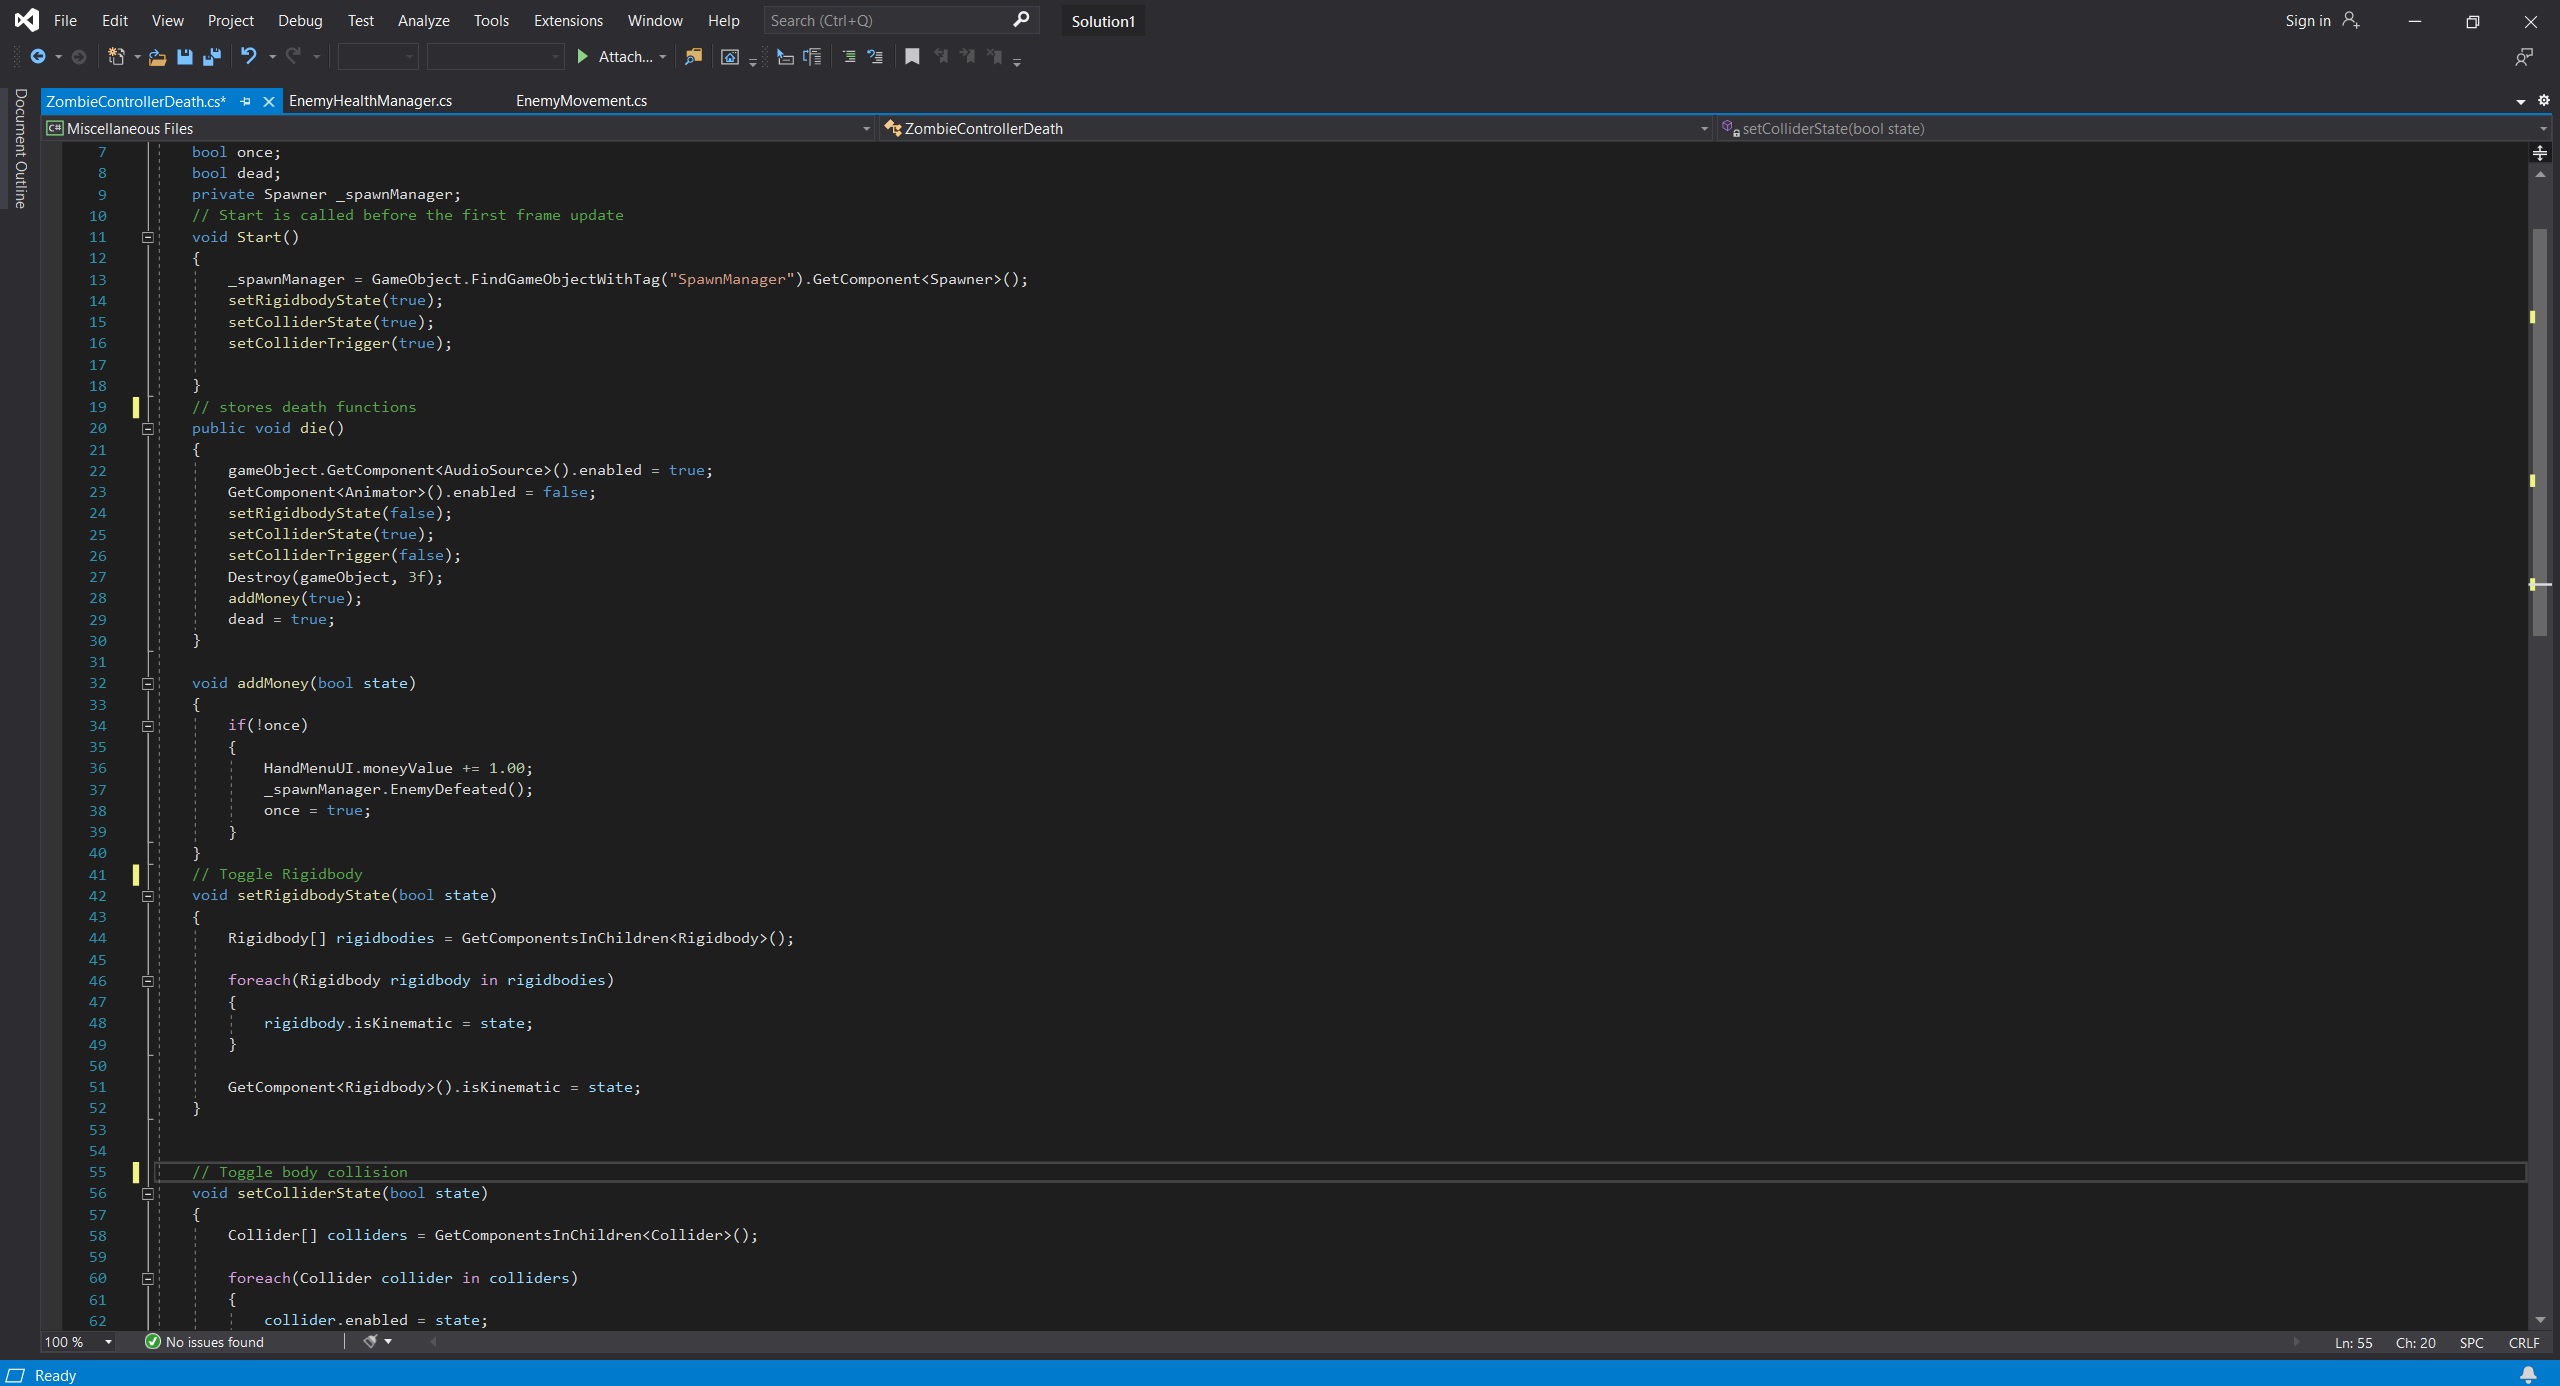 File Edit View Project Debug Test Analyze Tools Extensions Window Help Search (Ctrl+Q) Solution1 Sign in
Attach...
Document Outline
ZombieControllerDeath.cs* EnemyHealthManager.cs EnemyMovement.cs
C# Miscellaneous Files ZombieControllerDeath setColliderState(bool state)
7 bool once;
8 bool dead;
9 private Spawner _spawnManager;
10 // Start is called before the first frame update
11 void Start()
12 {
13 _spawnManager = GameObject.FindGameObjectWithTag("SpawnManager").GetComponent<Spawner>();
14 setRigidbodyState(true);
15 setColliderState(true);
16 setColliderTrigger(true);
17
18 }
19 // stores death functions
20 public void die()
21 {
22 gameObject.GetComponent<AudioSource>().enabled = true;
23 GetComponent<Animator>().enabled = false;
24 setRigidbodyState(false);
25 setColliderState(true);
26 setColliderTrigger(false);
27 Destroy(gameObject, 3f);
28 addMoney(true);
29 dead = true;
30 }
31
32 void addMoney(bool state)
33 {
34 if(!once)
35 {
36 HandMenuUI.moneyValue += 1.00;
37 _spawnManager.EnemyDefeated();
38 once = true;
39 }
40 }
41 // Toggle Rigidbody
42 void setRigidbodyState(bool state)
43 {
44 Rigidbody[] rigidbodies = GetComponentsInChildren<Rigidbody>();
45
46 foreach(Rigidbody rigidbody in rigidbodies)
47 {
48 rigidbody.isKinematic = state;
49 }
50
51 GetComponent<Rigidbody>().isKinematic = state;
52 }
53
54
55 // Toggle body collision
56 void setColliderState(bool state)
57 {
58 Collider[] colliders = GetComponentsInChildren<Collider>();
59
60 foreach(Collider collider in colliders)
61 {
62 collider.enabled = state;
100 % No issues found Ln: 55 Ch: 20 SPC CRLF
Ready